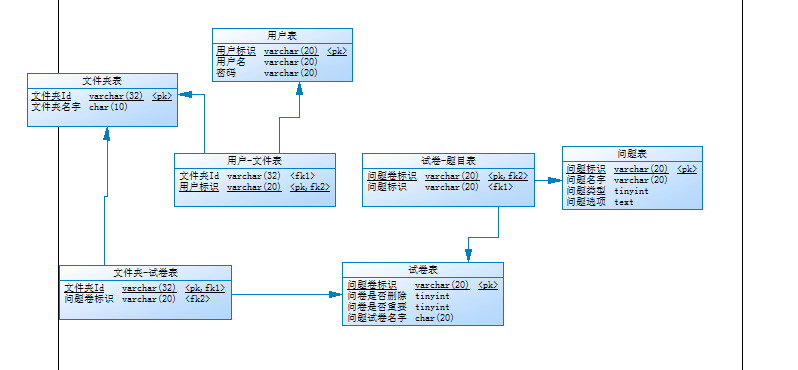 用户表
用户标识 varchar(20) <pk>
用户名 varchar(20)
密码 varchar(20)
文件夹表
文件夹Id varchar(32) <pk>
文件夹名字 char(10)
用户-文件表
文件夹Id varchar(32) <fk1>
用户标识 varchar(20) <pk,fk2>
试卷-题目表
问题卷标识 varchar(20) <pk,fk2>
问题标识 varchar(20) <fk1>
问题表
问题标识 varchar(20) <pk>
问题名字 varchar(20)
问题类型 tinyint
问题选项 text
文件夹-试卷表
文件夹Id varchar(32) <pk,fk1>
问题卷标识 varchar(20) <fk2>
试卷表
问题卷标识 varchar(20) <pk>
问卷是否删除 tinyint
问卷是否重要 tinyint
问题试卷名字 char(20)